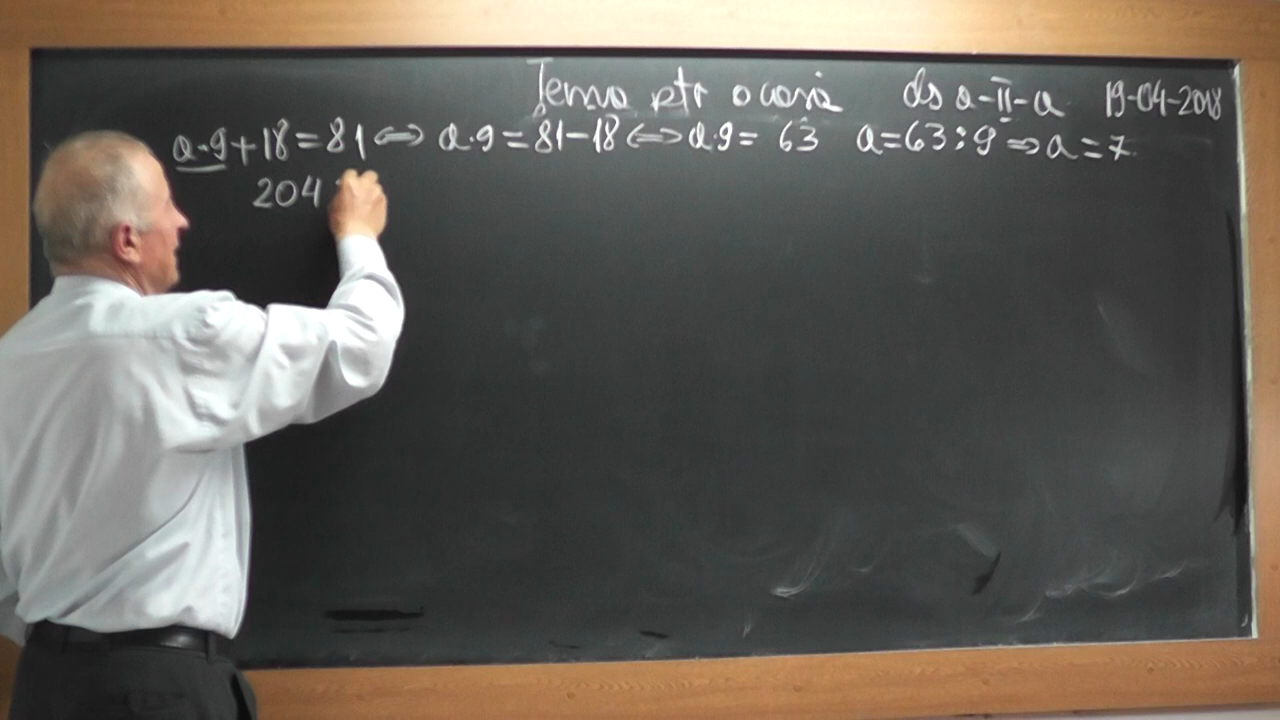 Tema ptr acasă ds a-II-a 19-04-2018
a·9+18=81⇔a·9=81-18⇔a·9=63 a=63:9⇒a=7
204